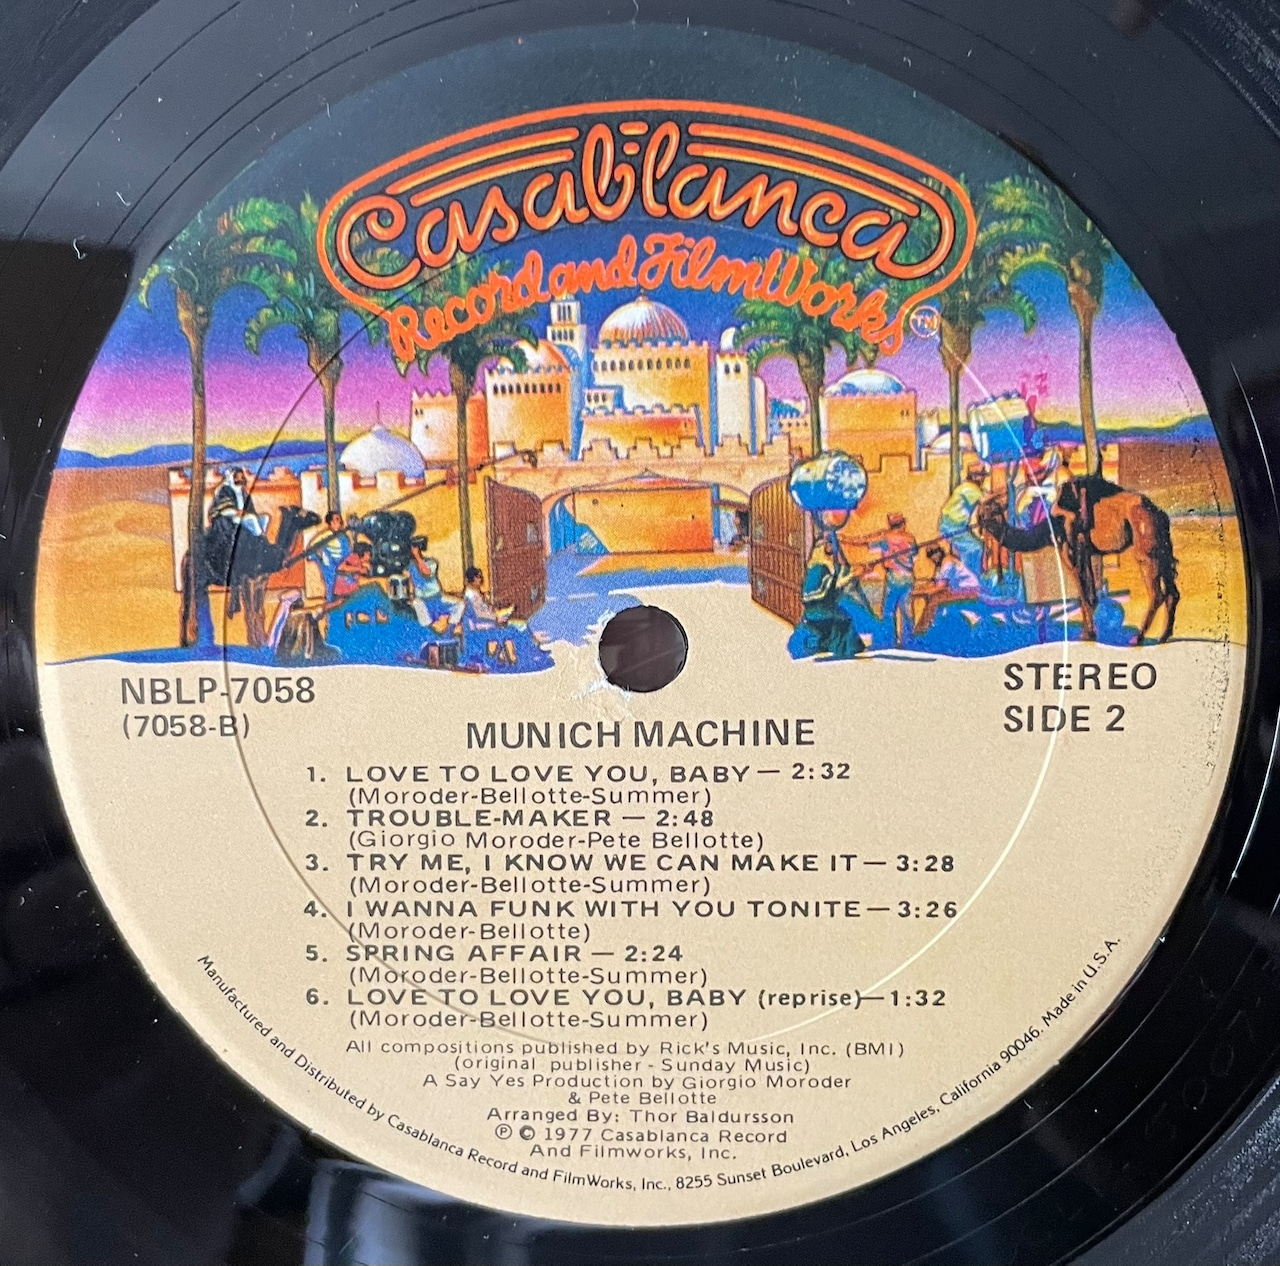 Casablanca
Record and FilmWorks
TM
NBLP-7058
(7058-B)
STEREO
SIDE 2
MUNICH MACHINE
1. LOVE TO LOVE YOU, BABY — 2:32
(Moroder-Bellotte-Summer)
2. TROUBLE-MAKER — 2:48
(Giorgio Moroder-Pete Bellotte)
3. TRY ME, I KNOW WE CAN MAKE IT — 3:28
(Moroder-Bellotte-Summer)
4. I WANNA FUNK WITH YOU TONITE — 3:26
(Moroder-Bellotte)
5. SPRING AFFAIR — 2:24
(Moroder-Bellotte-Summer)
6. LOVE TO LOVE YOU, BABY (reprise) — 1:32
(Moroder-Bellotte-Summer)
All compositions published by Rick's Music, Inc. (BMI)
(original publisher - Sunday Music)
A Say Yes Production by Giorgio Moroder
& Pete Bellotte
Arranged By: Thor Baldursson
℗ © 1977 Casablanca Record
And Filmworks, Inc.
Manufactured and Distributed by Casablanca Record and FilmWorks, Inc., 8255 Sunset Boulevard, Los Angeles, California 90046. Made in U.S.A.